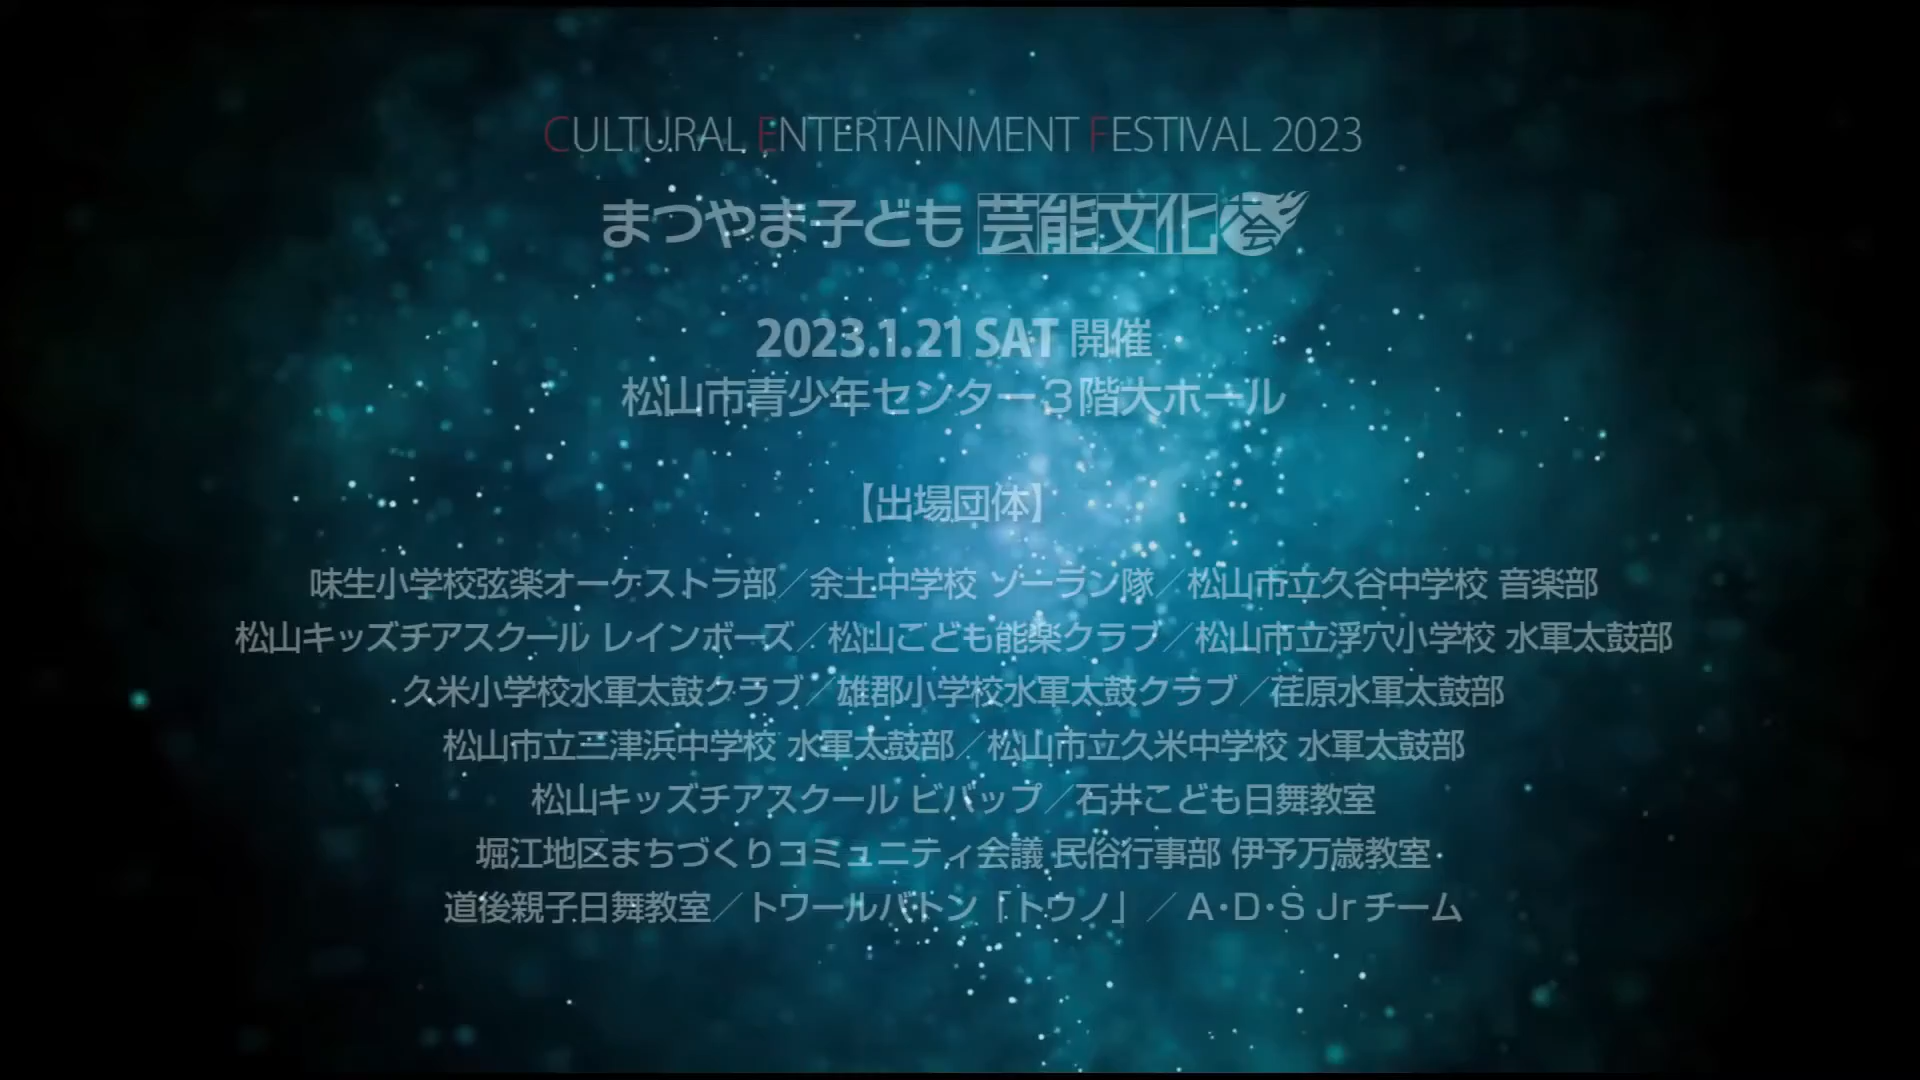 CULTURAL ENTERTAINMENT FESTIVAL 2023
まつやま子ども 芸能文化大会
2023.1.21 SAT 開催
松山市青少年センター３階大ホール
【出場団体】
味生小学校弦楽オーケストラ部／余土中学校 ソーラン隊／松山市立久谷中学校 音楽部
松山キッズチアスクール レインボーズ／松山こども能楽クラブ／松山市立浮穴小学校 水軍太鼓部
久米小学校水軍太鼓クラブ／雄郡小学校水軍太鼓クラブ／荏原水軍太鼓部
松山市立三津浜中学校 水軍太鼓部／松山市立久米中学校 水軍太鼓部
松山キッズチアスクール ビバップ／石井こども日舞教室
堀江地区まちづくりコミュニティ会議 民俗行事部 伊予万歳教室
道後親子日舞教室／トワールバトン「トウノ」／A・D・S Jr チーム